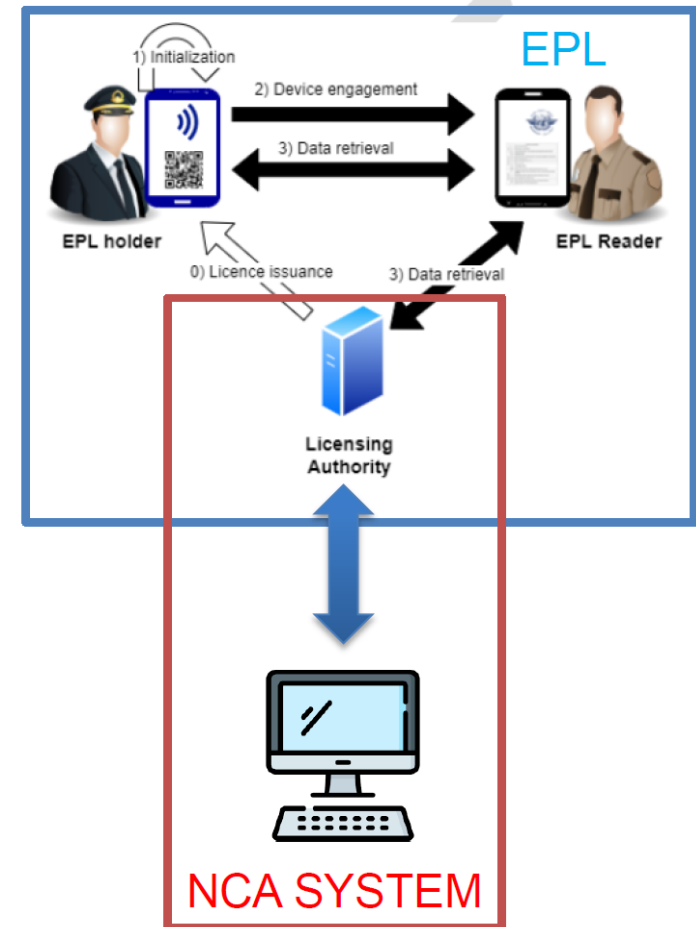 EPL
1) Initialization
2) Device engagement
3) Data retrieval
EPL holder
EPL Reader
0) Licence issuance
3) Data retrieval
Licensing
Authority
NCA SYSTEM